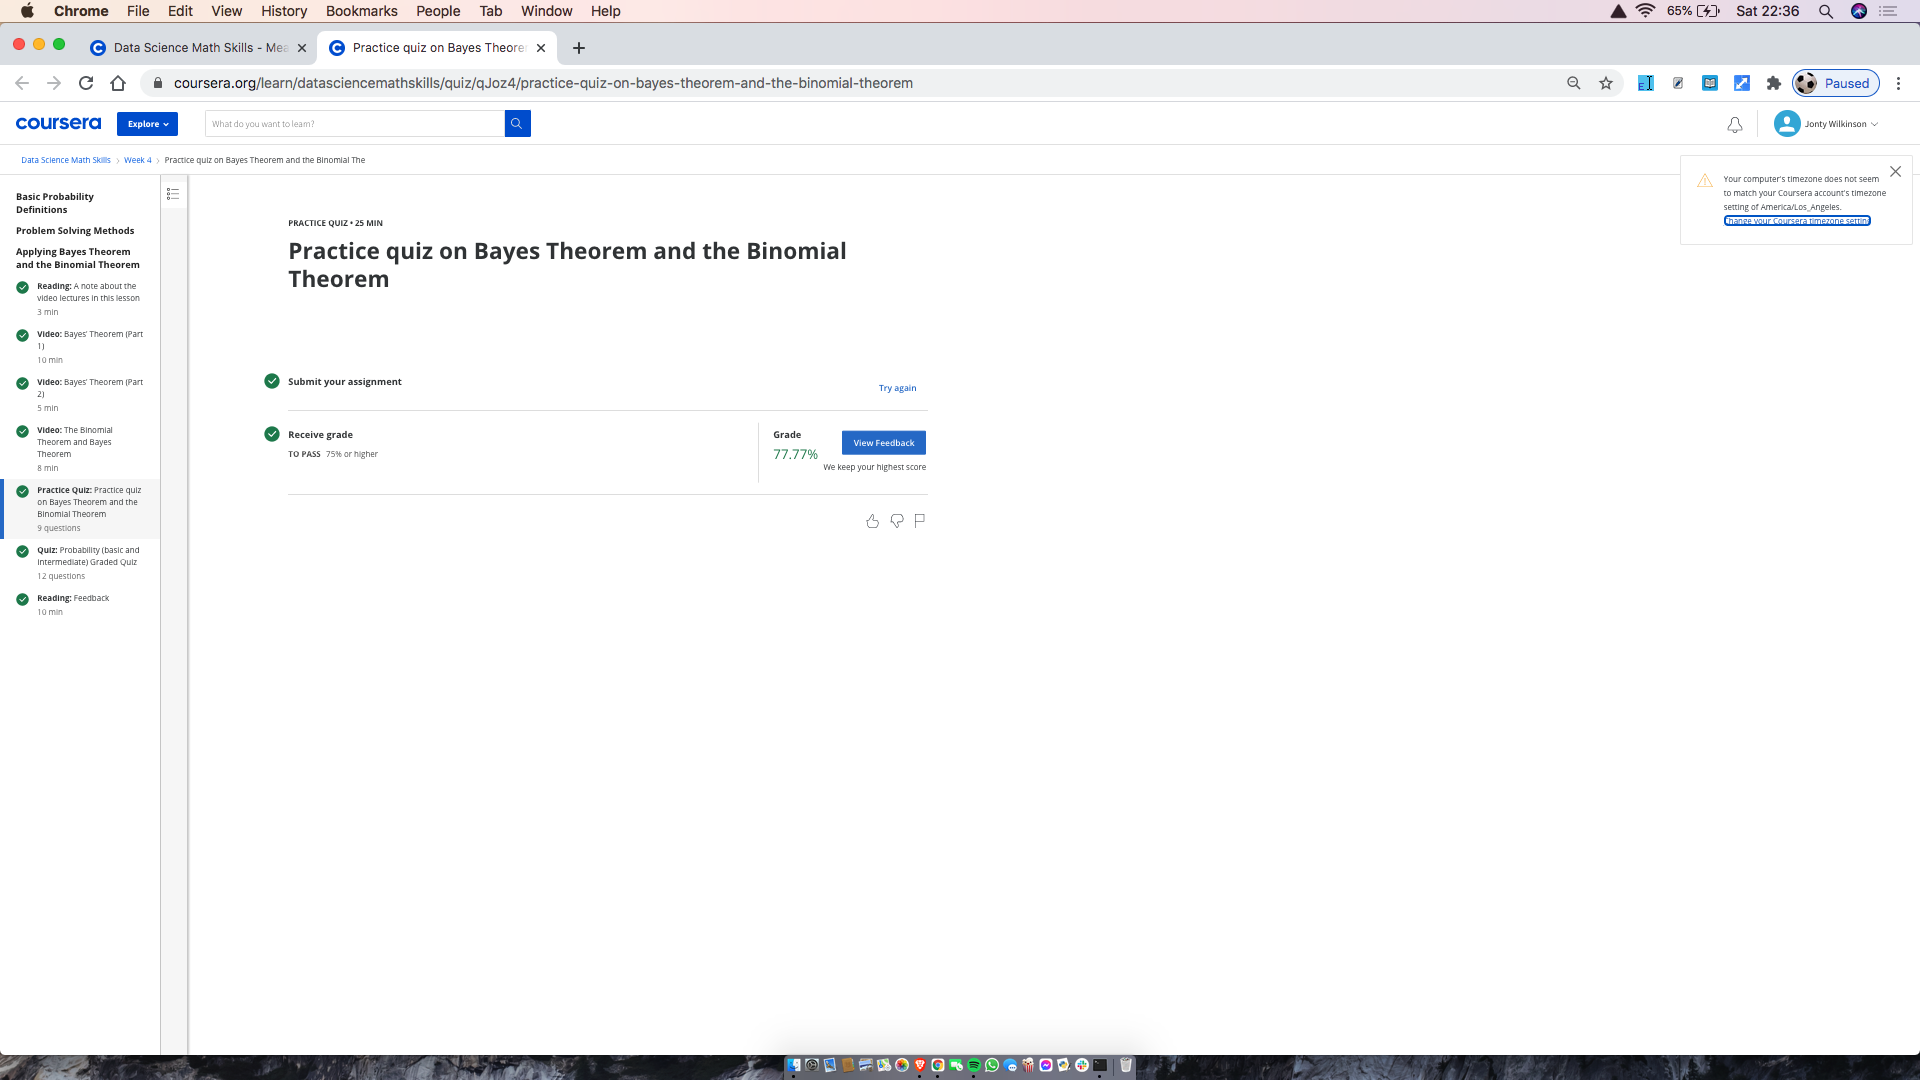 Chrome File Edit View History Bookmarks People Tab Window Help
65% Sat 22:36
Data Science Math Skills - Mea
Practice quiz on Bayes Theore
coursera.org/learn/datasciencemathskills/quiz/qJoz4/practice-quiz-on-bayes-theorem-and-the-binomial-theorem
Paused
coursera
Explore
What do you want to learn?
Jonty Wilkinson
Data Science Math Skills › Week 4 › Practice quiz on Bayes Theorem and the Binomial The
Your computer's timezone does not seem
to match your Coursera account's timezone
setting of America/Los_Angeles.
Change your Coursera timezone setting
Basic Probability
Definitions
Problem Solving Methods
Applying Bayes Theorem
and the Binomial Theorem
Reading: A note about the
video lectures in this lesson
3 min
Video: Bayes' Theorem (Part
1)
10 min
Video: Bayes' Theorem (Part
2)
5 min
Video: The Binomial
Theorem and Bayes
Theorem
8 min
Practice Quiz: Practice quiz
on Bayes Theorem and the
Binomial Theorem
9 questions
Quiz: Probability (basic and
intermediate) Graded Quiz
12 questions
Reading: Feedback
10 min
PRACTICE QUIZ • 25 MIN
Practice quiz on Bayes Theorem and the Binomial
Theorem
Submit your assignment
Try again
Receive grade
TO PASS 75% or higher
Grade
77.77%
View Feedback
We keep your highest score